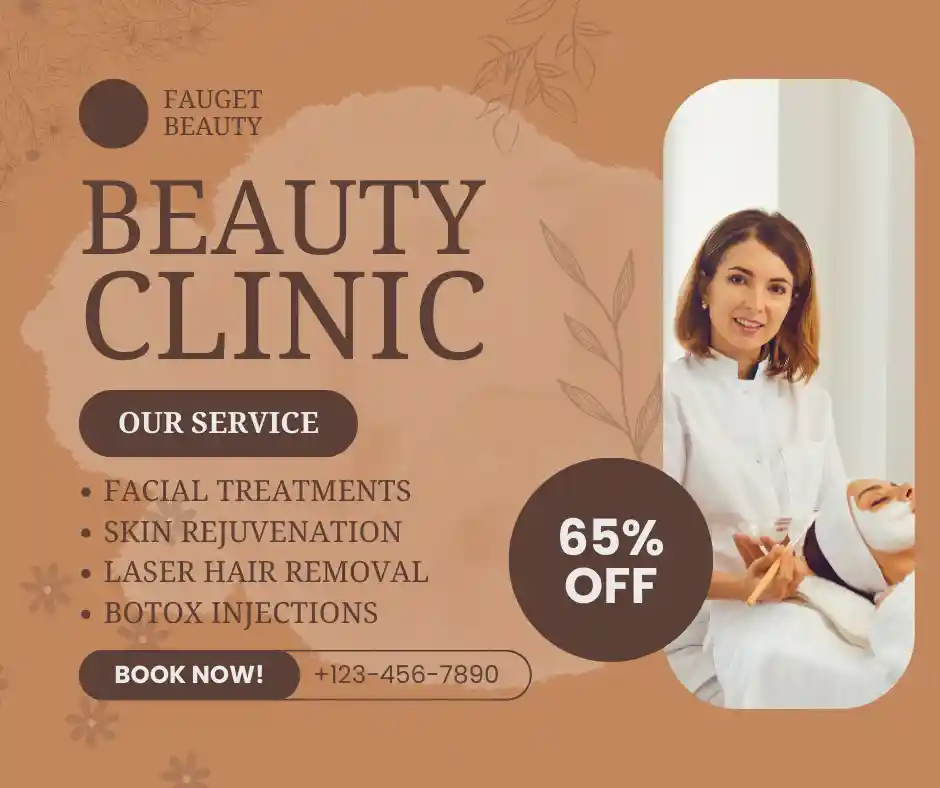 FAUGET
BEAUTY
BEAUTY
CLINIC
OUR SERVICE
• FACIAL TREATMENTS
• SKIN REJUVENATION
• LASER HAIR REMOVAL
• BOTOX INJECTIONS
BOOK NOW! +123-456-7890
65%
OFF